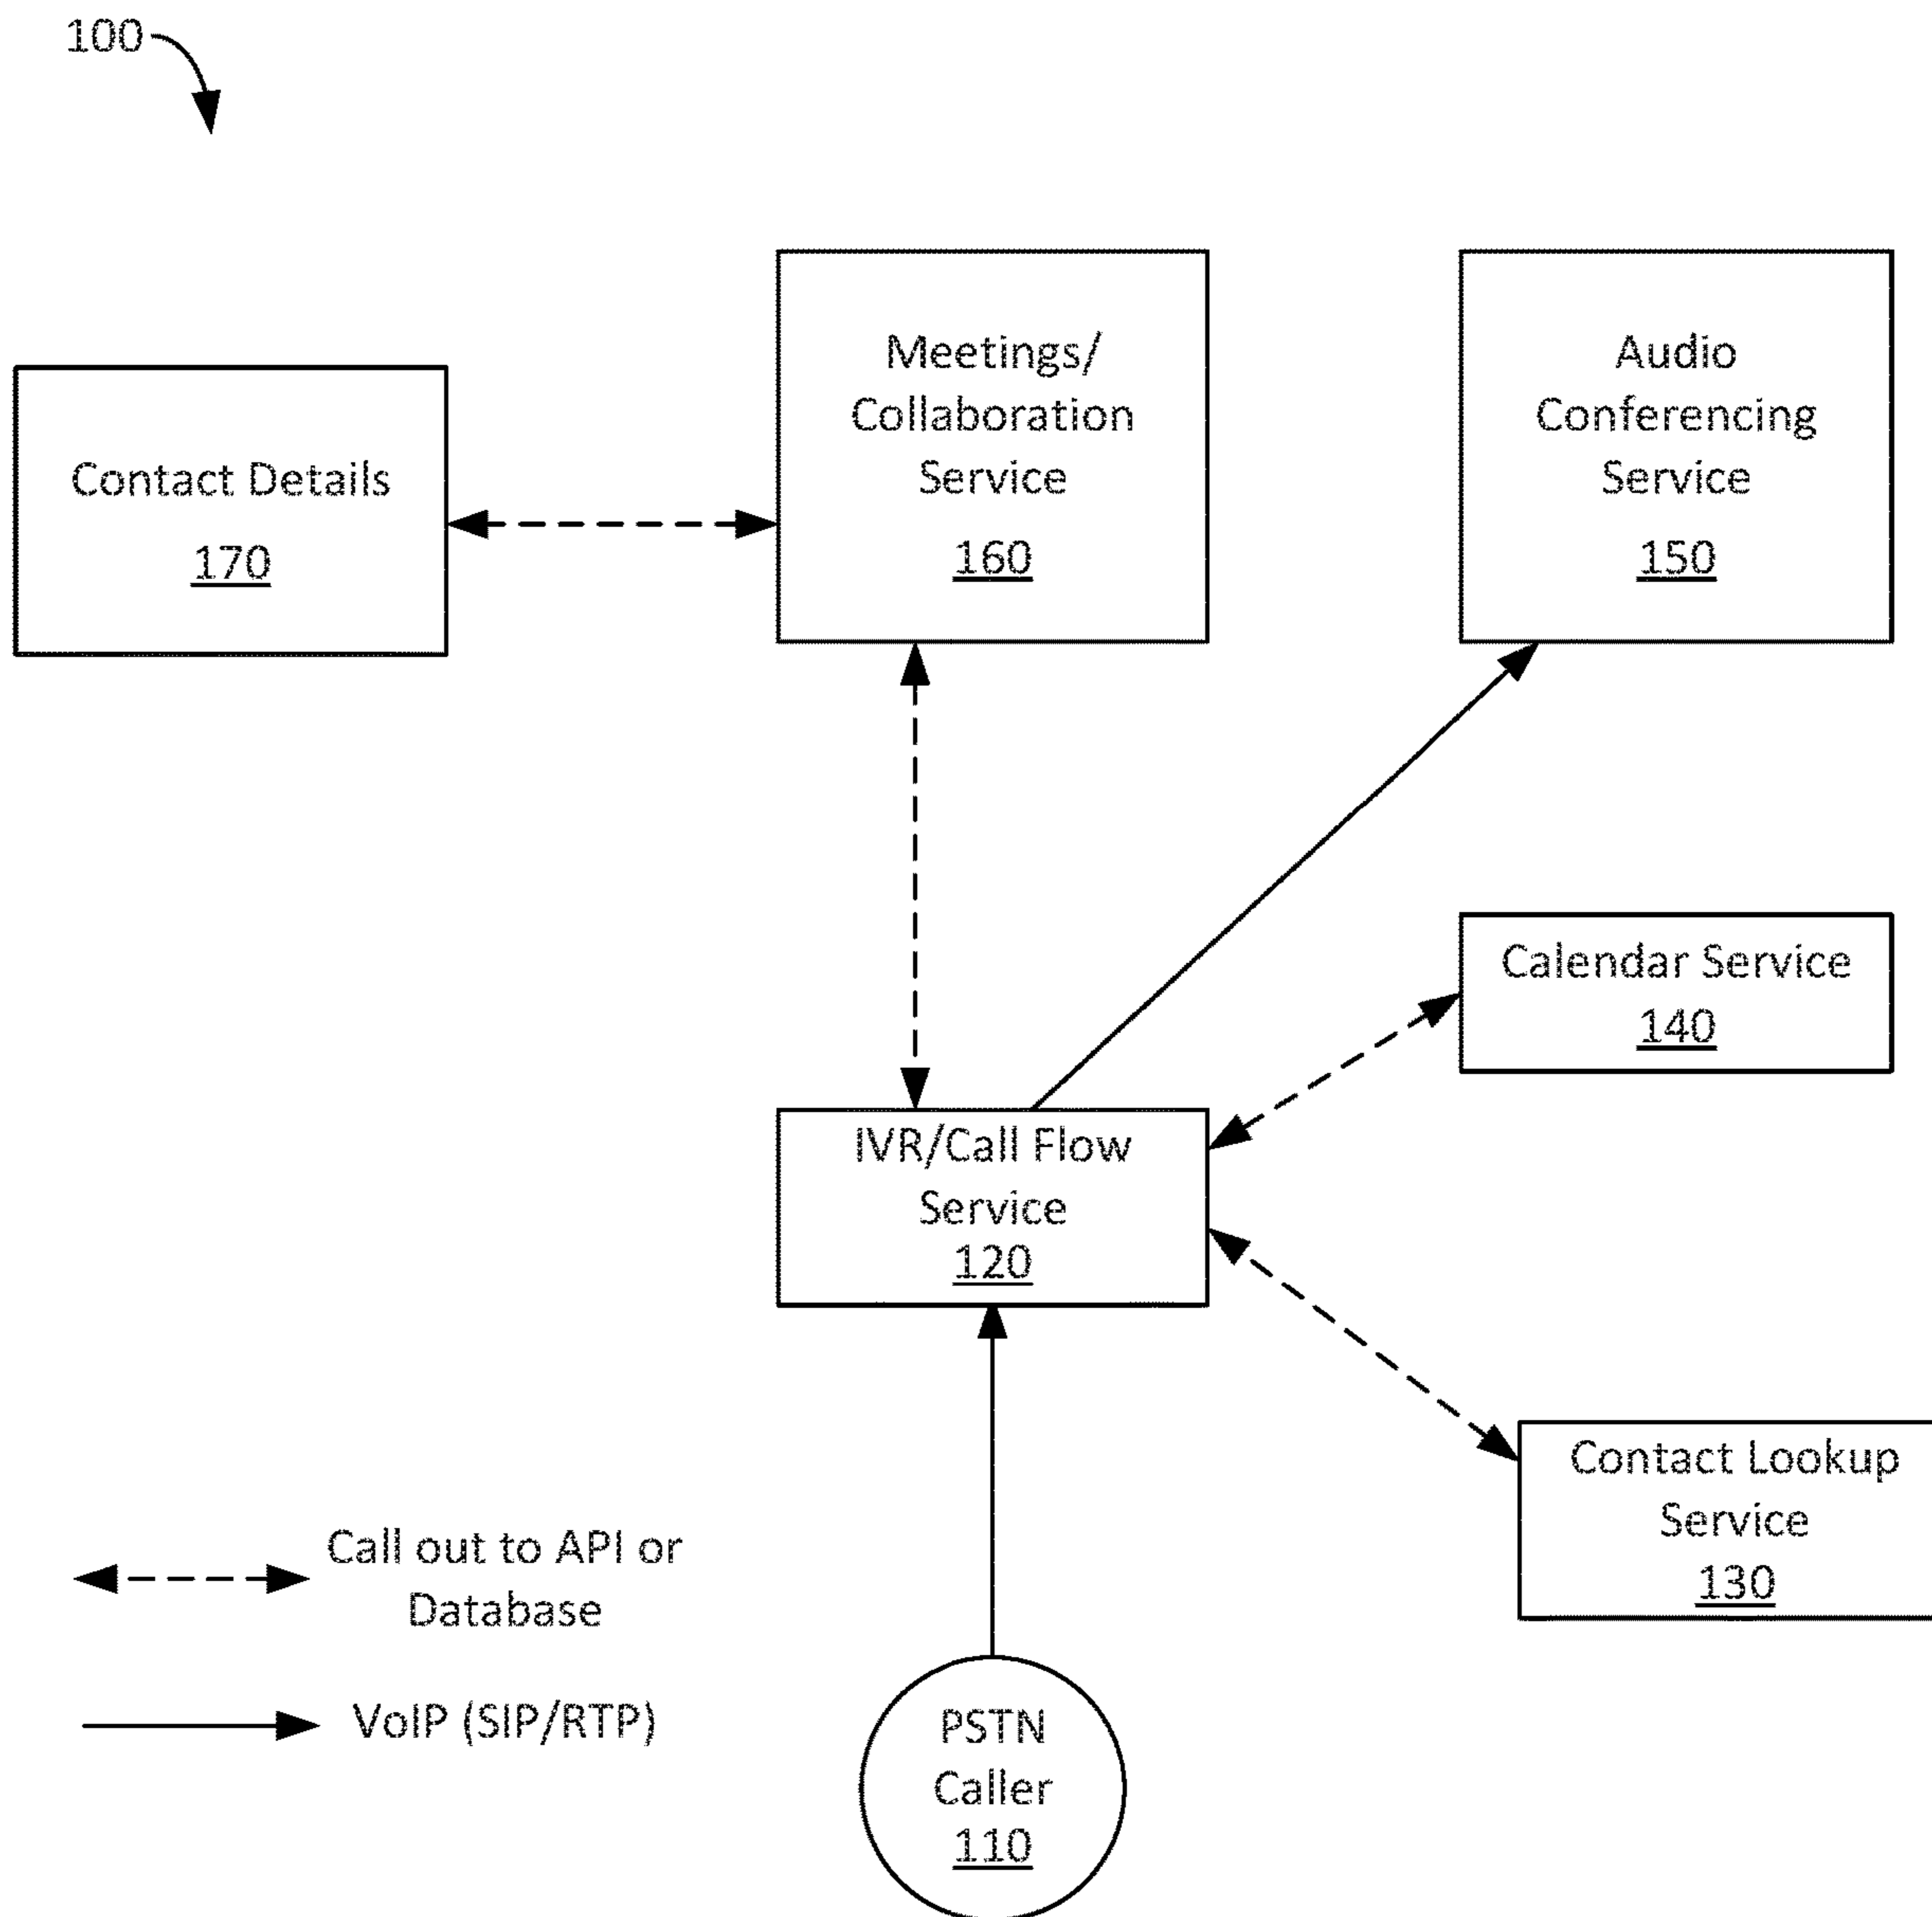 100
Meetings/
Collaboration
Service
160
Audio
Conferencing
Service
150
Contact Details
170
Calendar Service
140
IVR/Call Flow
Service
120
Contact Lookup
Service
130
Call out to API or
Database
VoIP (SIP/RTP)
PSTN
Caller
110